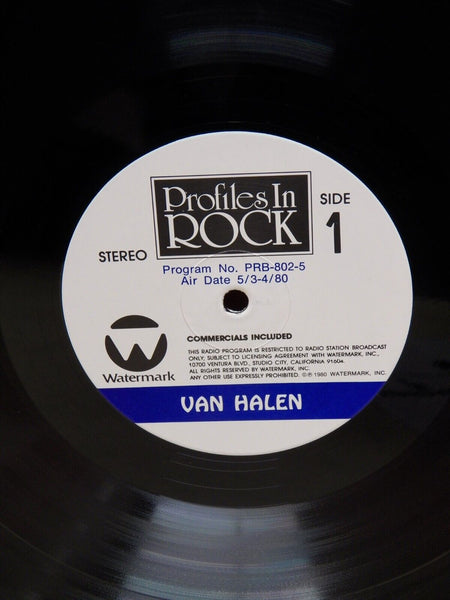 Profiles In
ROCK
SIDE
1
STEREO
Program No. PRB-802-5
Air Date 5/3-4/80
COMMERCIALS INCLUDED
THIS RADIO PROGRAM IS RESTRICTED TO RADIO STATION BROADCAST
ONLY, SUBJECT TO LICENSING AGREEMENT WITH WATERMARK, INC.,
10700 VENTURA BLVD., STUDIO CITY, CALIFORNIA 91604.
ALL RIGHTS RESERVED BY WATERMARK, INC.
ANY OTHER USE EXPRESSLY PROHIBITED. ©℗ 1980 WATERMARK, INC.
W
Watermark
VAN HALEN